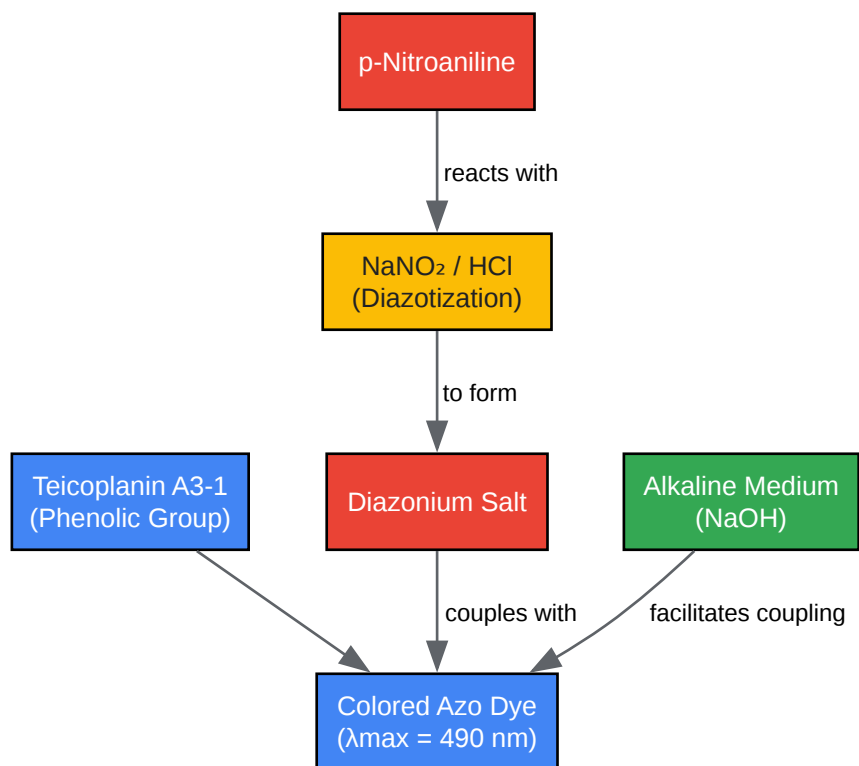 p-Nitroaniline
reacts with
NaNO₂ / HCl
(Diazotization)
to form
Teicoplanin A3-1
(Phenolic Group)
Diazonium Salt
Alkaline Medium
(NaOH)
couples with
facilitates coupling
Colored Azo Dye
(λmax = 490 nm)